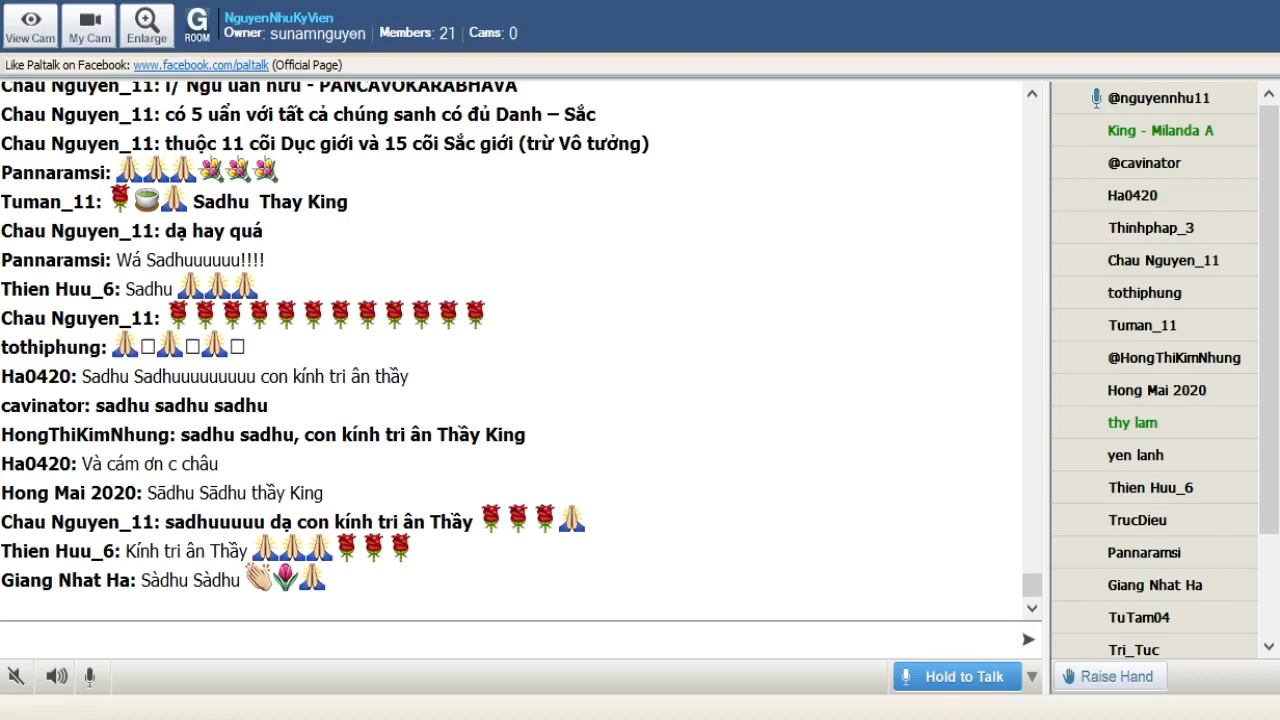 View Cam
My Cam
Enlarge
G
ROOM
NguyenNhuKyVien
Owner: sunamnguyen | Members: 21 | Cams: 0
Like Paltalk on Facebook: www.facebook.com/paltalk (Official Page)
Chau Nguyen_11: 1/ Ngũ uẩn hữu - PAÑCAVOKĀRABHAVA
Chau Nguyen_11: có 5 uẩn với tất cả chúng sanh có đủ Danh – Sắc
Chau Nguyen_11: thuộc 11 cõi Dục giới và 15 cõi Sắc giới (trừ Vô tưởng)
Pannaramsi:
Tuman_11: Sadhu Thay King
Chau Nguyen_11: dạ hay quá
Pannaramsi: Wá Sadhuuuuuu!!!!
Thien Huu_6: Sadhu
Chau Nguyen_11:
tothiphung:
Ha0420: Sadhu Sadhuuuuuuuuu con kính tri ân thầy
cavinator: sadhu sadhu sadhu
HongThiKimNhung: sadhu sadhu, con kính tri ân Thầy King
Ha0420: Và cám ơn c châu
Hong Mai 2020: Sādhu Sādhu thầy King
Chau Nguyen_11: sadhuuuuu dạ con kính tri ân Thầy
Thien Huu_6: Kính tri ân Thầy
Giang Nhat Ha: Sàdhu Sàdhu
@nguyennhu11
King - Milanda A
@cavinator
Ha0420
Thinhphap_3
Chau Nguyen_11
tothiphung
Tuman_11
@HongThiKimNhung
Hong Mai 2020
thy lam
yen lanh
Thien Huu_6
TrucDieu
Pannaramsi
Giang Nhat Ha
TuTam04
Tri_Tuc
Hold to Talk
Raise Hand